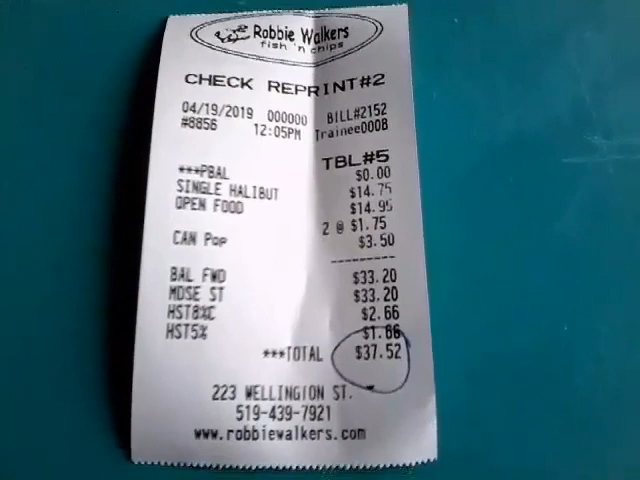 Robbie Walkers
fish 'n chips
CHECK REPRINT#2
04/19/2019 000000 BILL#2152
#8856 12:05PM Trainee0008
TBL#5
***PBAL $0.00
SINGLE HALIBUT $14.75
OPEN FOOD $14.95
2 @ $1.75
CAN Pop $3.50
----------
BAL FWD $33.20
MDSE ST $33.20
HST8%C $2.66
HST5% $1.66
***TOTAL $37.52
223 WELLINGTON ST.
519-439-7921
www.robbiewalkers.com